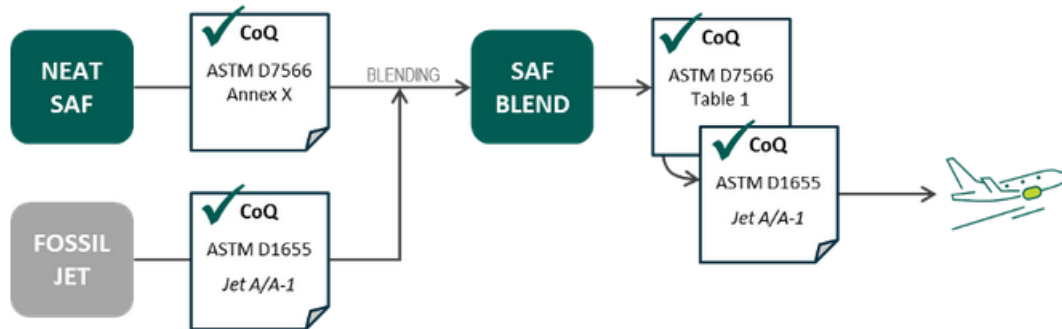 NEAT
SAF
CoQ
ASTM D7566
Annex X
BLENDING
SAF
BLEND
CoQ
ASTM D7566
Table 1
CoQ
ASTM D1655
Jet A/A-1
FOSSIL
JET
CoQ
ASTM D1655
Jet A/A-1